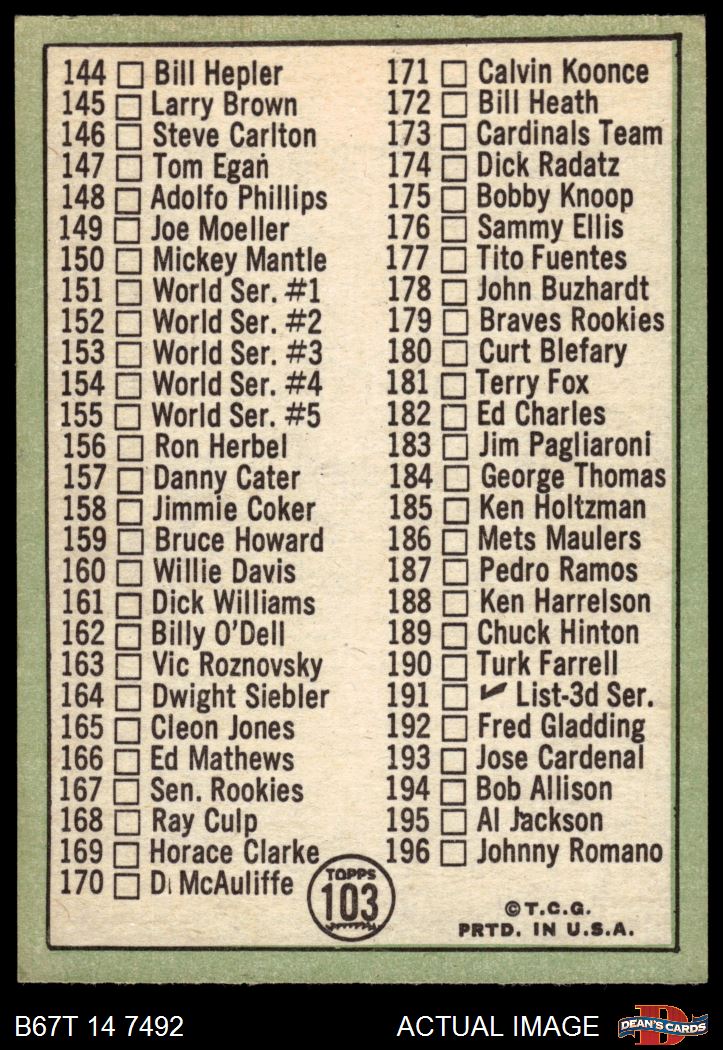 144 Bill Hepler
145 Larry Brown
146 Steve Carlton
147 Tom Egan
148 Adolfo Phillips
149 Joe Moeller
150 Mickey Mantle
151 World Ser. #1
152 World Ser. #2
153 World Ser. #3
154 World Ser. #4
155 World Ser. #5
156 Ron Herbel
157 Danny Cater
158 Jimmie Coker
159 Bruce Howard
160 Willie Davis
161 Dick Williams
162 Billy O'Dell
163 Vic Roznovsky
164 Dwight Siebler
165 Cleon Jones
166 Ed Mathews
167 Sen. Rookies
168 Ray Culp
169 Horace Clarke
170 D. McAuliffe
171 Calvin Koonce
172 Bill Heath
173 Cardinals Team
174 Dick Radatz
175 Bobby Knoop
176 Sammy Ellis
177 Tito Fuentes
178 John Buzhardt
179 Braves Rookies
180 Curt Blefary
181 Terry Fox
182 Ed Charles
183 Jim Pagliaroni
184 George Thomas
185 Ken Holtzman
186 Mets Maulers
187 Pedro Ramos
188 Ken Harrelson
189 Chuck Hinton
190 Turk Farrell
191 ✔ List-3d Ser.
192 Fred Gladding
193 Jose Cardenal
194 Bob Allison
195 Al Jackson
196 Johnny Romano
TOPPS
103
©T.C.G.
PRTD. IN U.S.A.
B67T 14 7492
ACTUAL IMAGE
D
DEAN'S CARDS